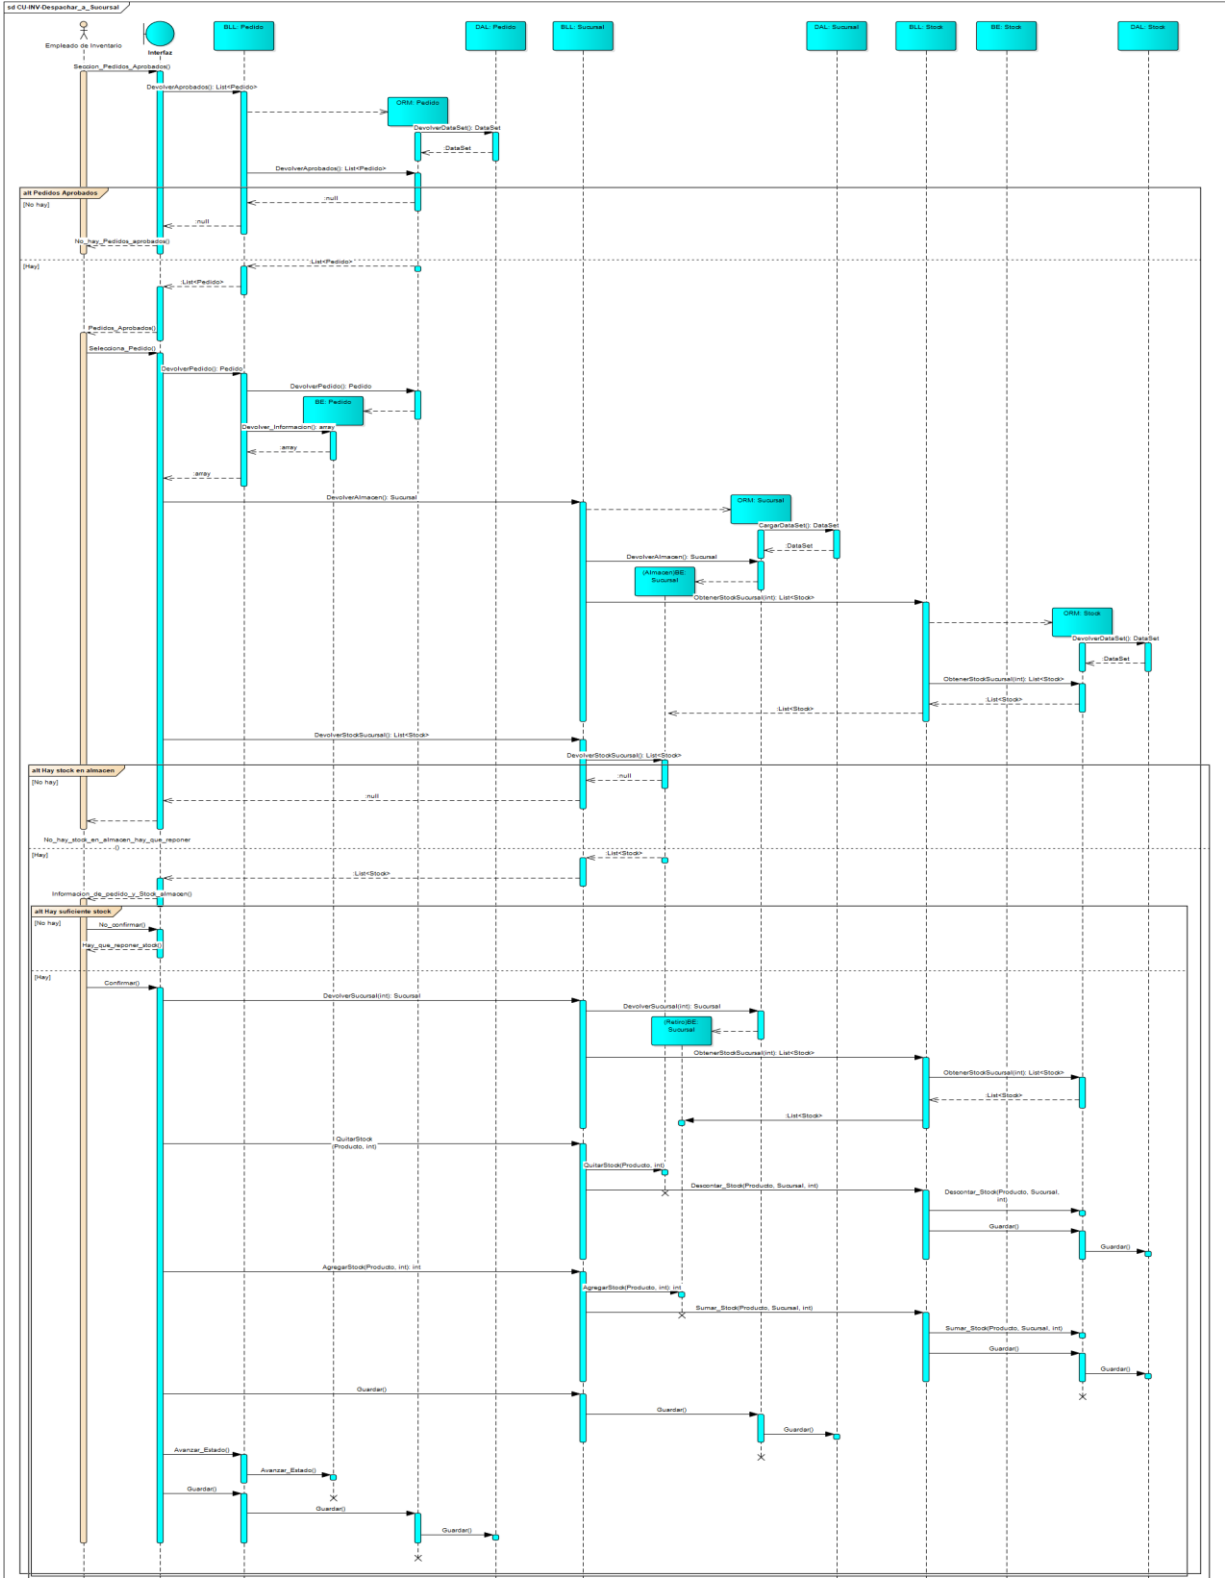 sd CU-INV-Despachar_a_Sucursal
Empleado de Inventario
Interfaz
BLL: Pedido
DAL: Pedido
BLL: Sucursal
DAL: Sucursal
BLL: Stock
BE: Stock
DAL: Stock
Seccion_Pedidos_Aprobados()
DevolverAprobados(): List<Pedido>
ORM: Pedido
DevolverDataSet(): DataSet
:DataSet
DevolverAprobados(): List<Pedido>
alt Pedidos Aprobados
[No hay]
:null
:null
No_hay_Pedidos_aprobados()
[Hay]
:List<Pedido>
:List<Pedido>
Pedidos_Aprobados()
Selecciona_Pedido()
DevolverPedido(): Pedido
DevolverPedido(): Pedido
BE: Pedido
Devolver_Informacion(): array
:array
:array
DevolverAlmacen(): Sucursal
ORM: Sucursal
CargarDataSet(): DataSet
:DataSet
DevolverAlmacen(): Sucursal
(Almacen)BE:
Sucursal
ObtenerStockSucursal(int): List<Stock>
ORM: Stock
DevolverDataSet(): DataSet
:DataSet
ObtenerStockSucursal(int): List<Stock>
:List<Stock>
:List<Stock>
DevolverStockSucursal(): List<Stock>
DevolverStockSucursal(): List<Stock>
alt Hay stock en almacen
[No hay]
:null
:null
No_hay_stock_en_almacen_hay_que_reponer
()
[Hay]
:List<Stock>
:List<Stock>
Informacion_de_pedido_y_Stock_almacen()
alt Hay suficiente stock
[No hay]
No_confirmar()
Hay_que_reponer_stock()
[Hay]
Confirmar()
DevolverSucursal(int): Sucursal
DevolverSucursal(int): Sucursal
(Retiro)BE:
Sucursal
ObtenerStockSucursal(int): List<Stock>
ObtenerStockSucursal(int): List<Stock>
:List<Stock>
:List<Stock>
QuitarStock
(Producto, int)
QuitarStock(Producto, int)
Descontar_Stock(Producto, Sucursal, int)
Descontar_Stock(Producto, Sucursal,
int)
Guardar()
Guardar()
AgregarStock(Producto, int): int
AgregarStock(Producto, int): int
Sumar_Stock(Producto, Sucursal, int)
Sumar_Stock(Producto, Sucursal, int)
Guardar()
Guardar()
Guardar()
Guardar()
Guardar()
Avanzar_Estado()
Avanzar_Estado()
Guardar()
Guardar()
Guardar()